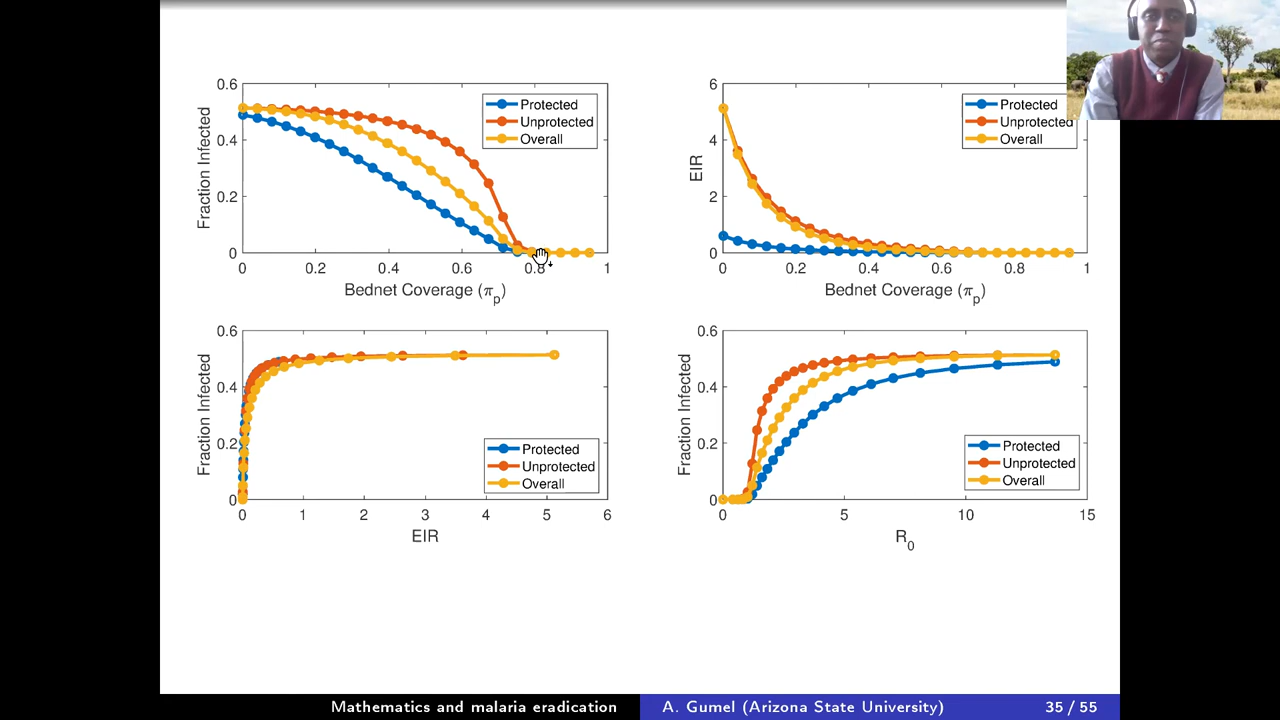 0.6
0.4
0.2
0
Fraction Infected
Protected
Unprotected
Overall
0 0.2 0.4 0.6 0.8 1
Bednet Coverage (πp)
6
4
2
0
EIR
Protected
Unprotected
Overall
0 0.2 0.4 0.6 0.8 1
Bednet Coverage (πp)
0.6
0.4
0.2
0
Fraction Infected
Protected
Unprotected
Overall
0 1 2 3 4 5 6
EIR
0.6
0.4
0.2
0
Fraction Infected
Protected
Unprotected
Overall
0 5 10 15
R0
Mathematics and malaria eradication A. Gumel (Arizona State University) 35 / 55